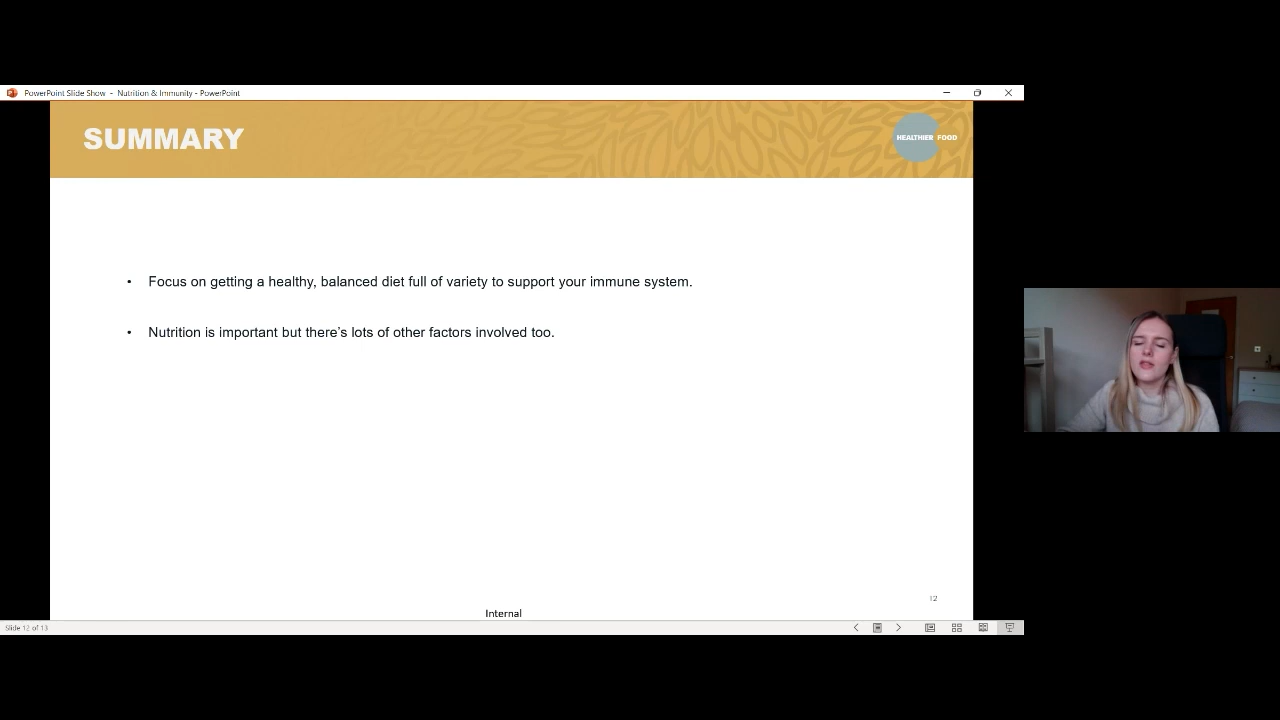 PowerPoint Slide Show - Nutrition & Immunity - PowerPoint
SUMMARY
HEALTHIER FOOD
• Focus on getting a healthy, balanced diet full of variety to support your immune system.
• Nutrition is important but there’s lots of other factors involved too.
12
Internal
Slide 12 of 13